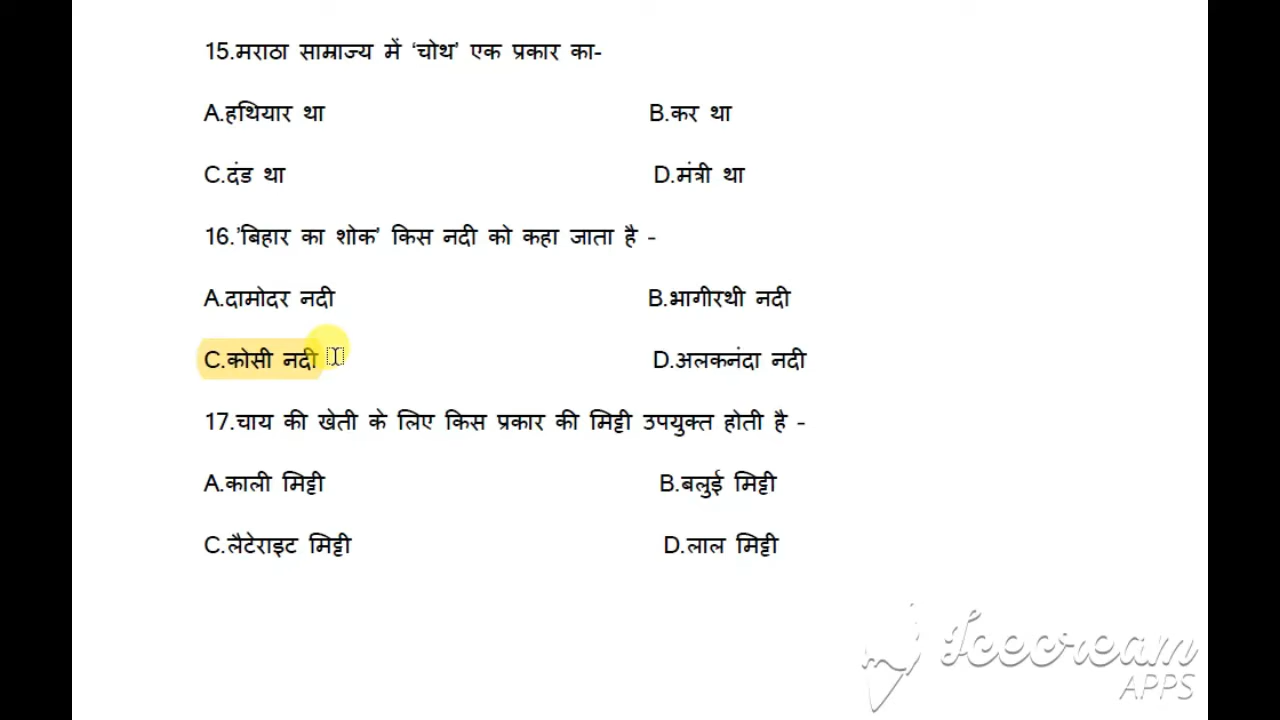 15.मराठा साम्राज्य में ‘चोथ’ एक प्रकार का-
A.हथियार था B.कर था
C.दंड था D.मंत्री था
16.’बिहार का शोक’ किस नदी को कहा जाता है -
A.दामोदर नदी B.भागीरथी नदी
C.कोसी नदी D.अलकनंदा नदी
17.चाय की खेती के लिए किस प्रकार की मिट्टी उपयुक्त होती है -
A.काली मिट्टी B.बलुई मिट्टी
C.लैटेराइट मिट्टी D.लाल मिट्टी
Icecream
APPS